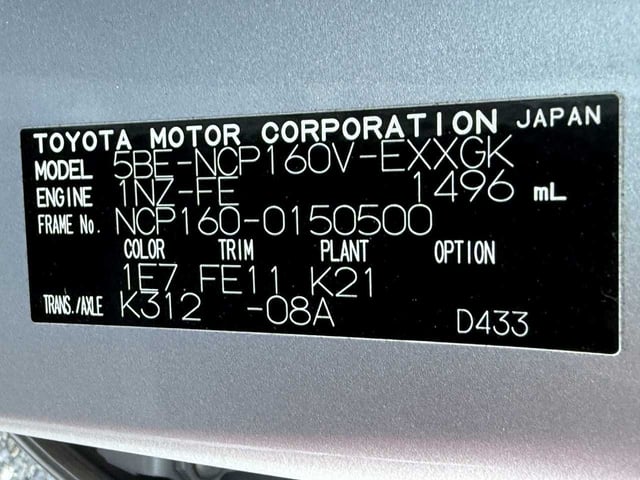 TOYOTA MOTOR CORPORATION JAPAN
MODEL 5BE-NCP160V-EXXGK
ENGINE 1NZ-FE 1496 mL
FRAME No. NCP160-0150500
COLOR TRIM PLANT OPTION
1E7 FE11 K21
TRANS./AXLE K312 -08A D433